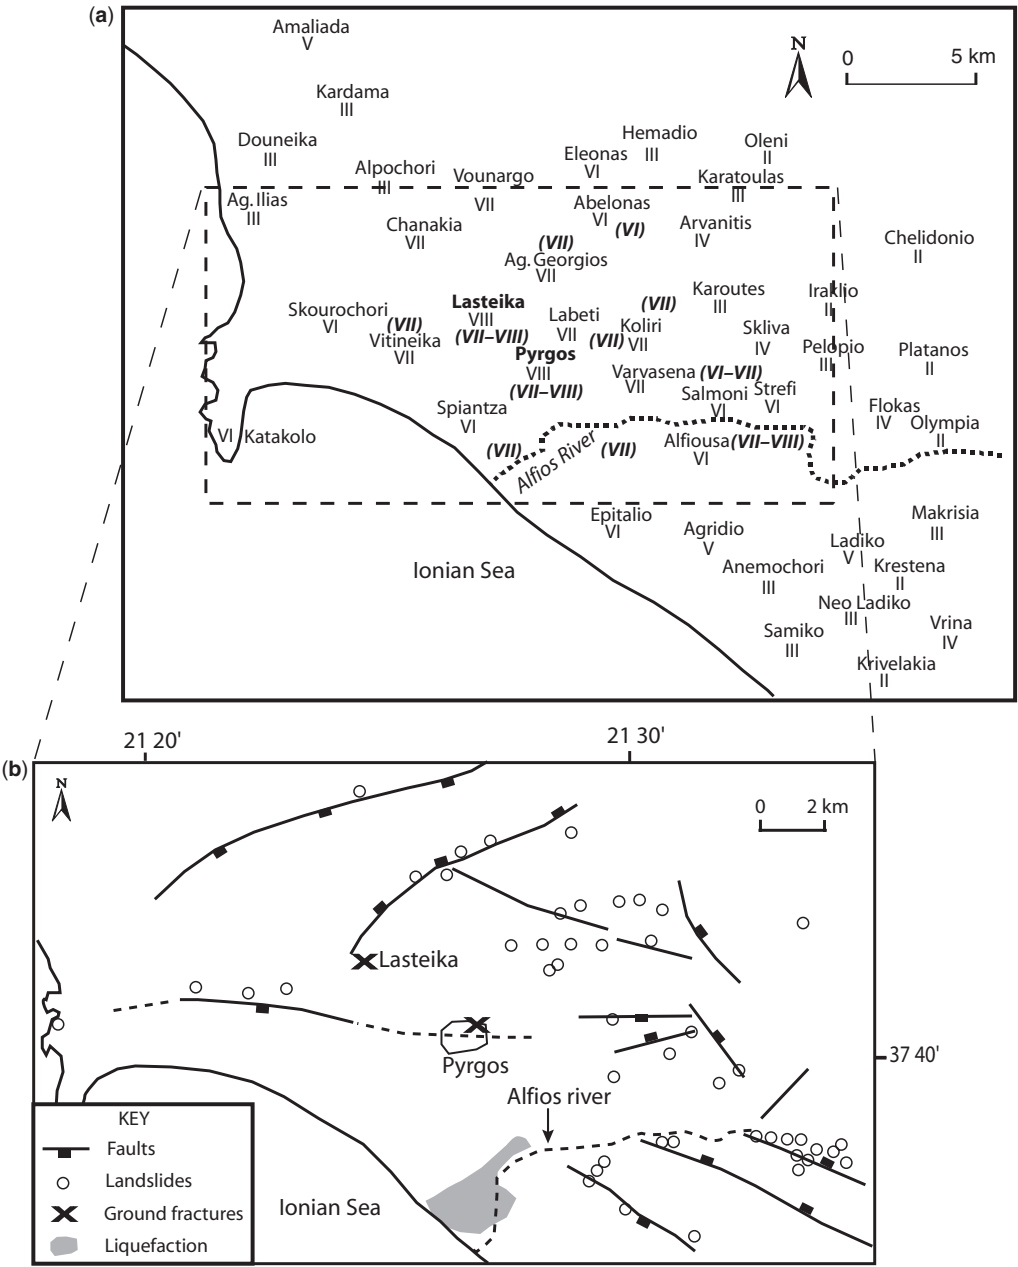 (a)
Amaliada
V
N
0 5 km
Kardama
III
Hemadio
III
Douneika
III
Oleni
II
Eleonas
VI
Alpochori
III
Vounargo
VII
Karatoulas
III
Ag. Ilias
III
Abelonas
VI
(VI)
Arvanitis
IV
Chanakia
VII
Chelidonio
II
(VII)
Ag. Georgios
VII
Karoutes
III
Iraklio
II
Lasteika
VIII
(VII–VIII)
(VII)
Skourochori
VI
(VII)
Vitineika
VII
Labeti
VII
(VII)
Koliri
VII
Skliva
IV
Pelopio
III
Platanos
II
Pyrgos
VIII
(VII–VIII)
Varvasena
VII
(VI–VII)
Salmoni
VI
Strefi
VI
Spiantza
VI
Flokas
IV
Olympia
II
VI Katakolo
(VII)
Alfios River
(VII)
Alfiousa
VI
(VII–VIII)
Epitalio
VI
Agridio
V
Makrisia
III
Ladiko
V
Ionian Sea
Anemochori
III
Krestena
II
Neo Ladiko
III
Samiko
III
Vrina
IV
Krivelakia
II
21 20'
21 30'
(b)
N
0 2 km
Lasteika
Pyrgos
37 40'
Alfios river
KEY
Faults
Landslides
Ground fractures
Liquefaction
Ionian Sea